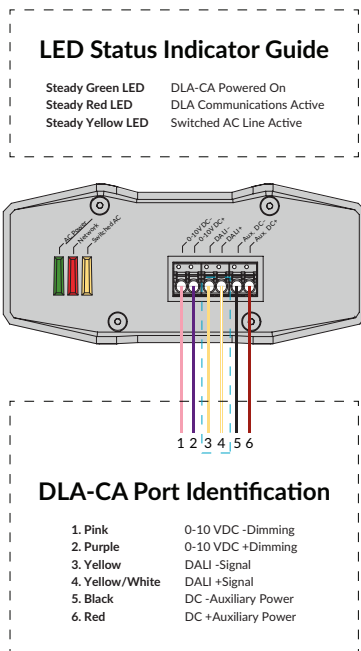 LED Status Indicator Guide
Steady Green LED DLA-CA Powered On
Steady Red LED DLA Communications Active
Steady Yellow LED Switched AC Line Active
AC Power
Network
Switched AC
0-10V DC-
0-10V DC+
DALI-
DALI+
Aux. DC-
Aux. DC+
1 2 3 4 5 6
DLA-CA Port Identification
1. Pink 0-10 VDC -Dimming
2. Purple 0-10 VDC +Dimming
3. Yellow DALI -Signal
4. Yellow/White DALI +Signal
5. Black DC -Auxiliary Power
6. Red DC +Auxiliary Power